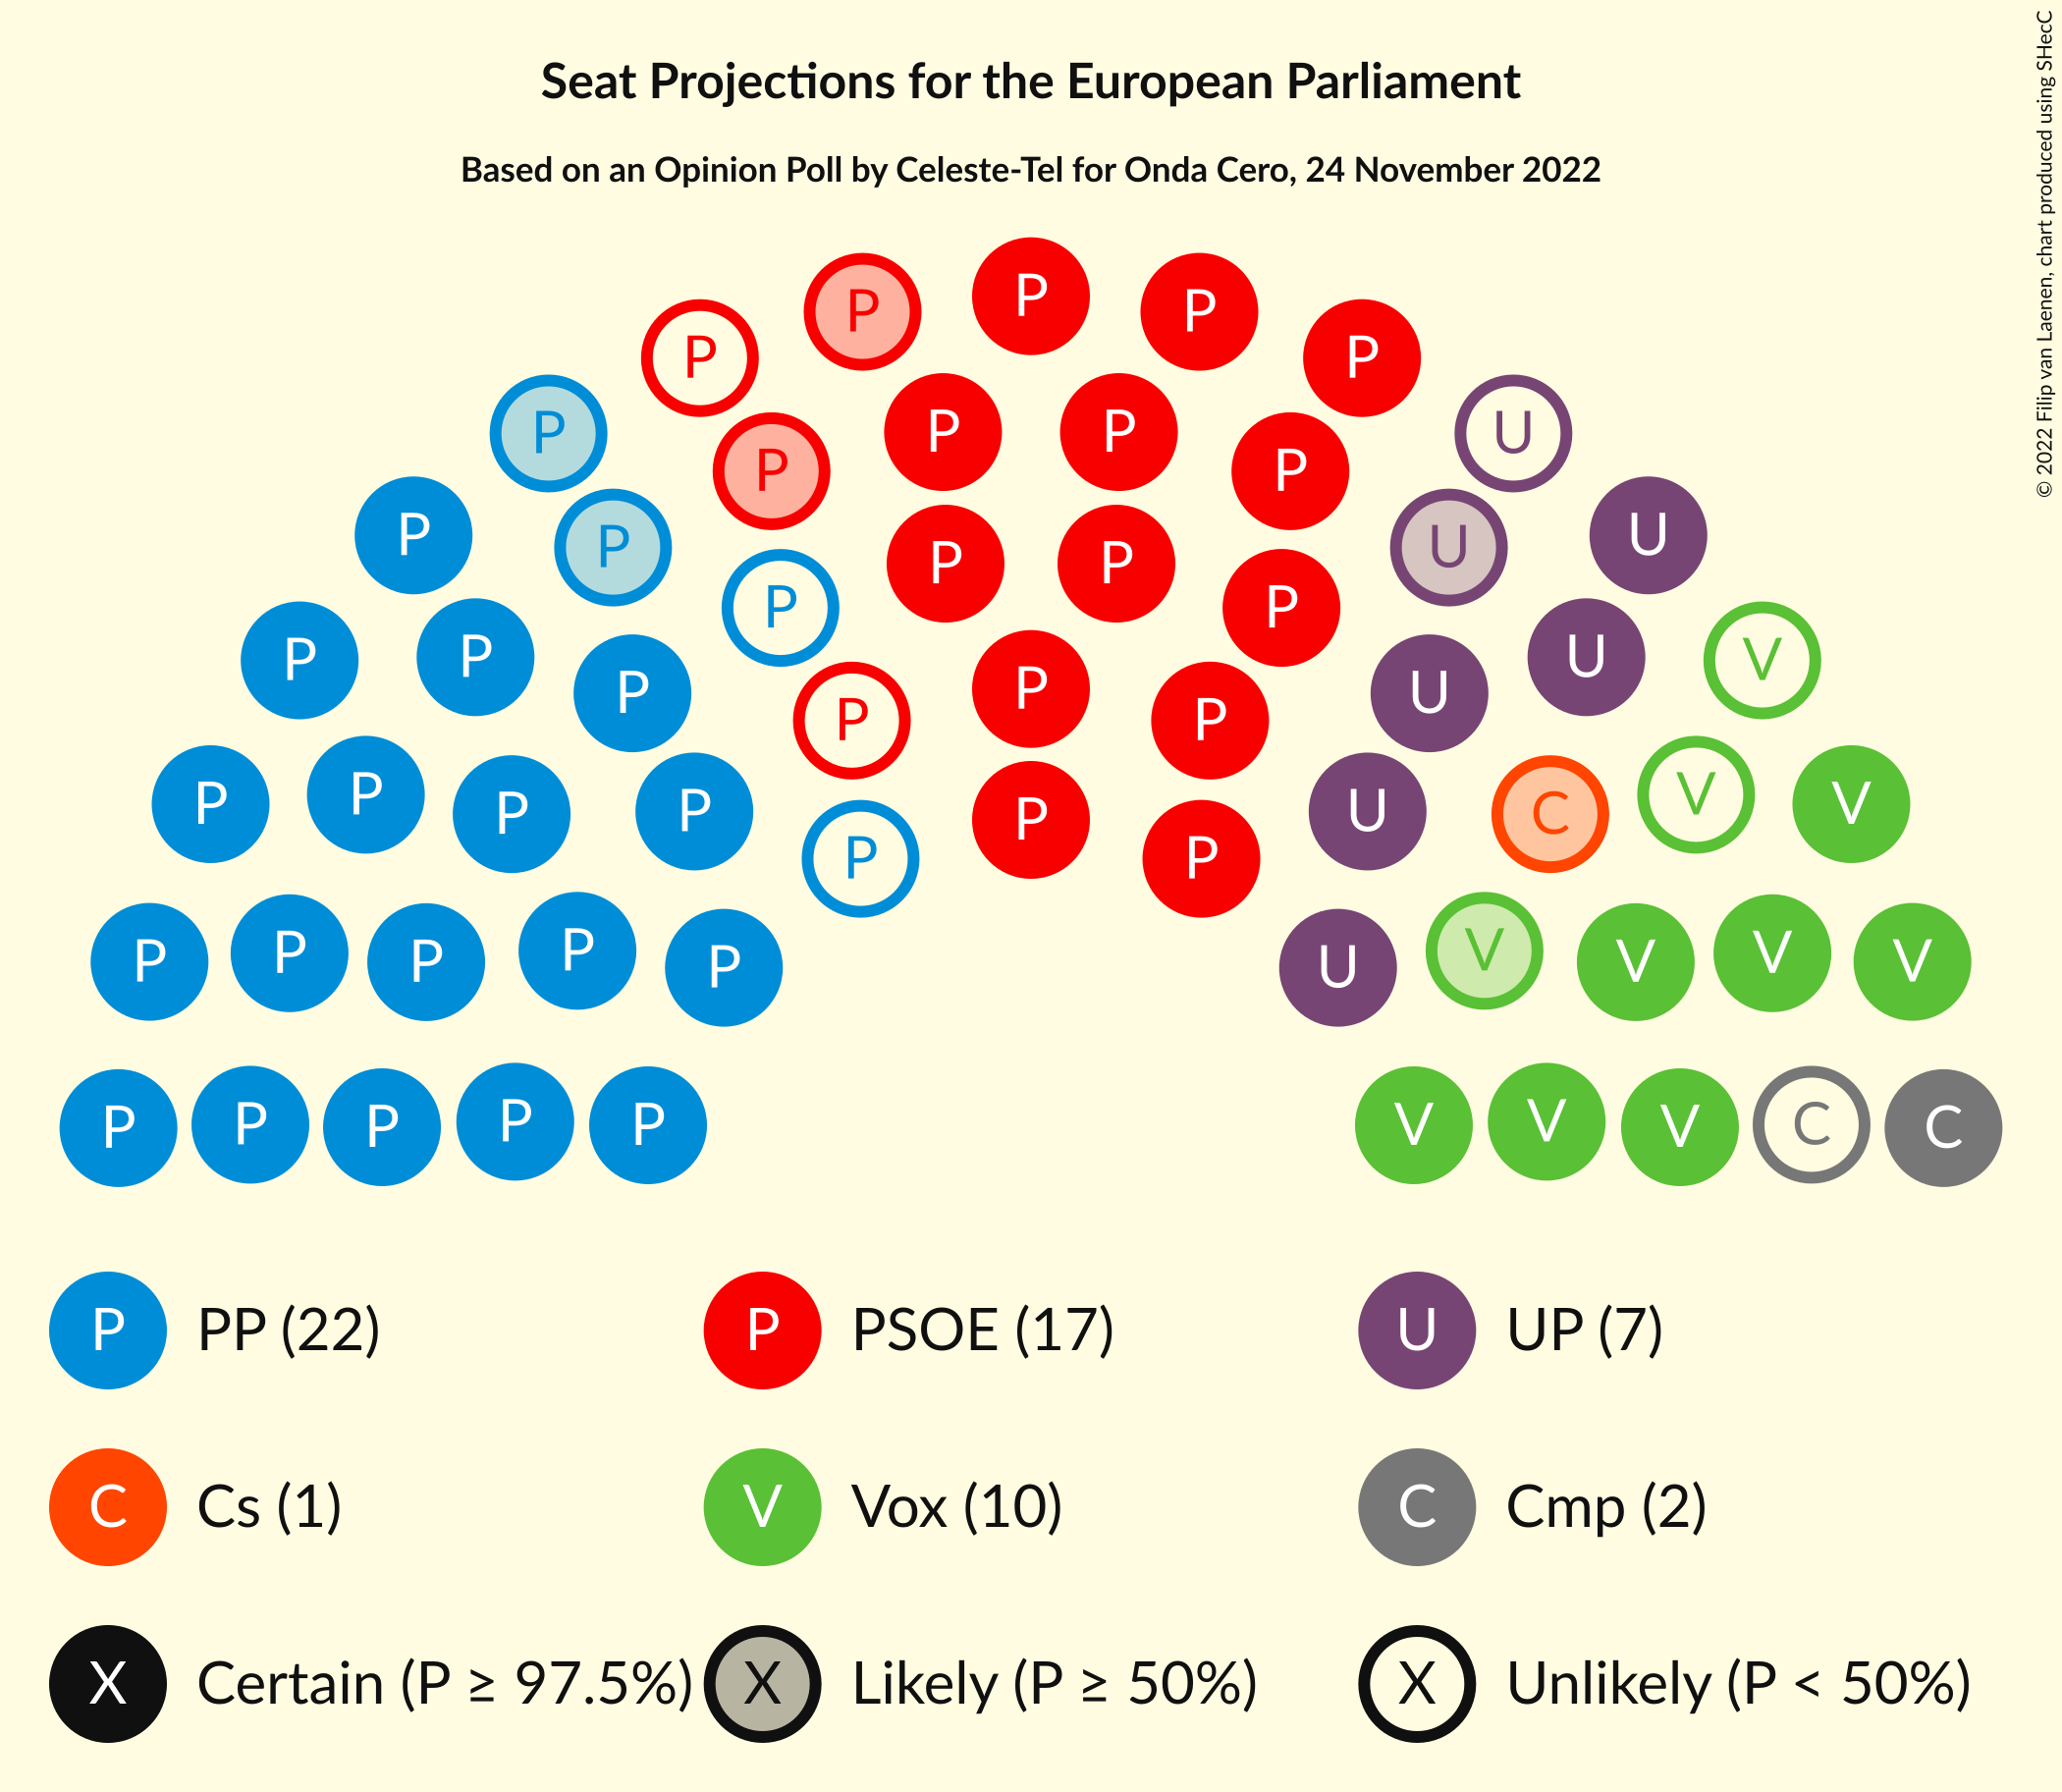 Seat Projections for the European Parliament
Based on an Opinion Poll by Celeste-Tel for Onda Cero, 24 November 2022
© 2022 Filip van Laenen, chart produced using SHecC
P
P P
P P U
P P
P P P
P P U U
P P P
P P P U
P P
P U V
P P U
P P
P P U
P P P C V V
P
P P
P P P V V
P P P U V V
P P P P P V V V C C
P PP (22) P PSOE (17) U UP (7)
C Cs (1) V Vox (10) C Cmp (2)
X Certain (P ≥ 97.5%) X Likely (P ≥ 50%) X Unlikely (P < 50%)